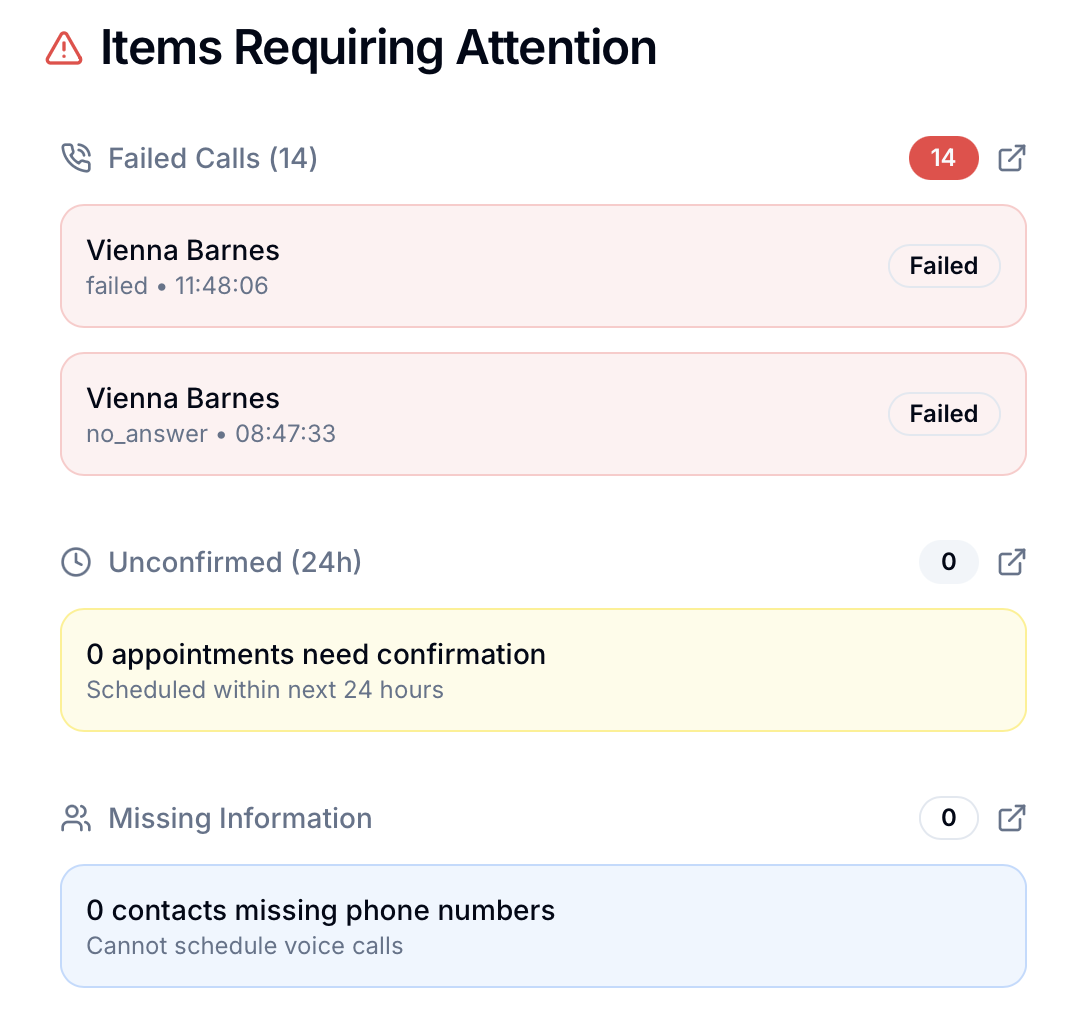 Items Requiring Attention
Failed Calls (14)
14
Vienna Barnes
failed • 11:48:06
Failed
Vienna Barnes
no_answer • 08:47:33
Failed
Unconfirmed (24h)
0
0 appointments need confirmation
Scheduled within next 24 hours
Missing Information
0
0 contacts missing phone numbers
Cannot schedule voice calls